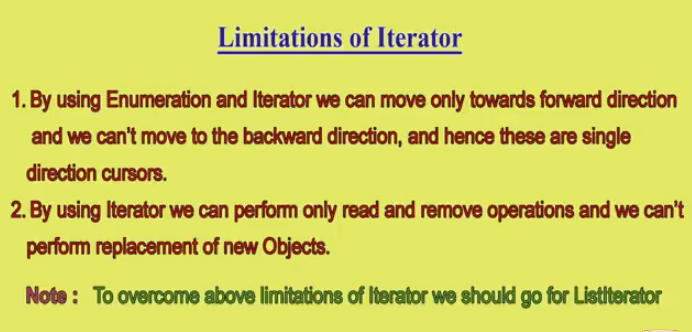 Limitations of Iterator
1. By using Enumeration and Iterator we can move only towards forward direction
and we can't move to the backward direction, and hence these are single
direction cursors.
2. By using Iterator we can perform only read and remove operations and we can't
perform replacement of new Objects.
Note : To overcome above limitations of Iterator we should go for ListIterator